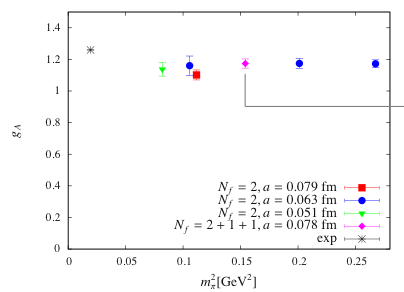 g_A
1.6
1.4
1.2
1
0.8
0.6
0.4
0.2
0
N_f = 2, a = 0.079 fm
N_f = 2, a = 0.063 fm
N_f = 2, a = 0.051 fm
N_f = 2 + 1 + 1, a = 0.078 fm
exp
0 0.05 0.1 0.15 0.2 0.25
m_π^2[GeV^2]